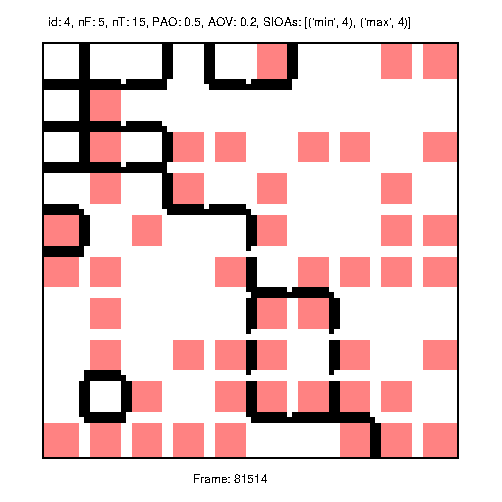 id: 4, nF: 5, nT: 15, PAO: 0.5, AOV: 0.2, SIOAs: [('min', 4), ('max', 4)]
Frame: 81514